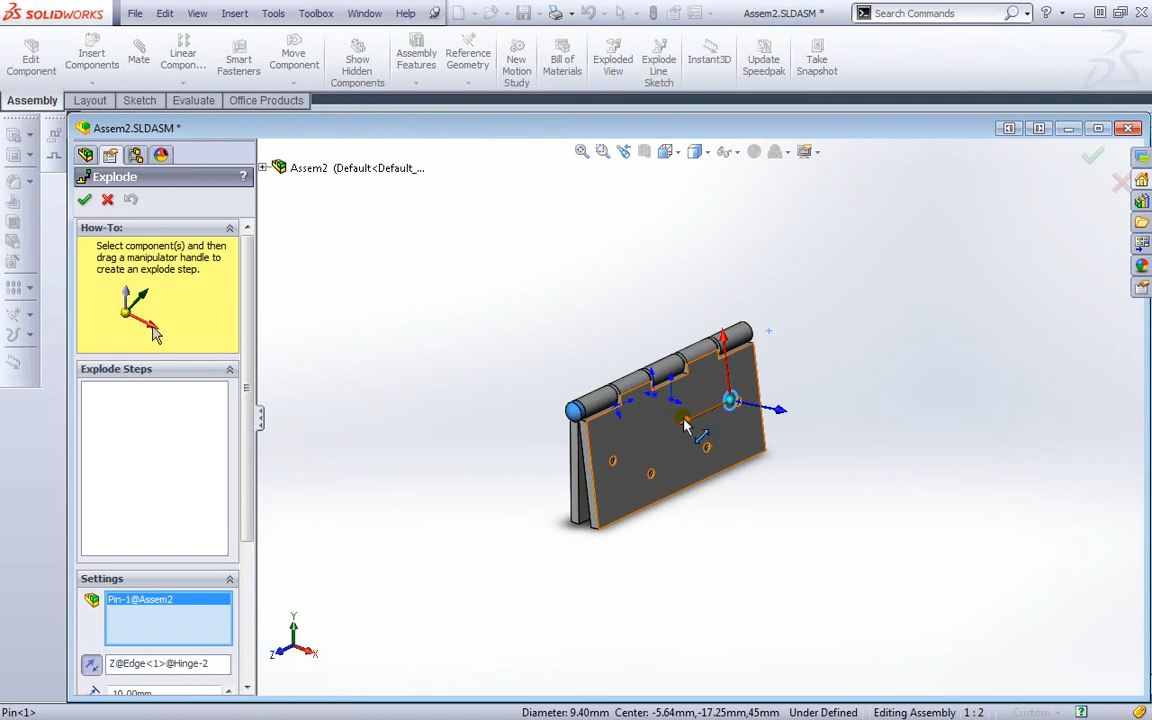 SOLIDWORKS
File Edit View Insert Tools Toolbox Window Help
Assem2.SLDASM *
Search Commands
Edit Component
Insert Components
Mate
Linear Compon...
Smart Fasteners
Move Component
Show Hidden Components
Assembly Features
Reference Geometry
New Motion Study
Bill of Materials
Exploded View
Explode Line Sketch
Instant3D
Update Speedpak
Take Snapshot
Assembly Layout Sketch Evaluate Office Products
Assem2.SLDASM *
Explode ?
Assem2 (Default<Default_...
How-To:
Select component(s) and then
drag a manipulator handle to
create an explode step.
Explode Steps
Settings
Pin-1@Assem2
Z@Edge<1>@Hinge-2
10.00mm
Y
Z
X
Pin<1>
Diameter: 9.40mm Center: -5.64mm,-17.25mm,45mm Under Defined Editing Assembly 1 : 2 Custom